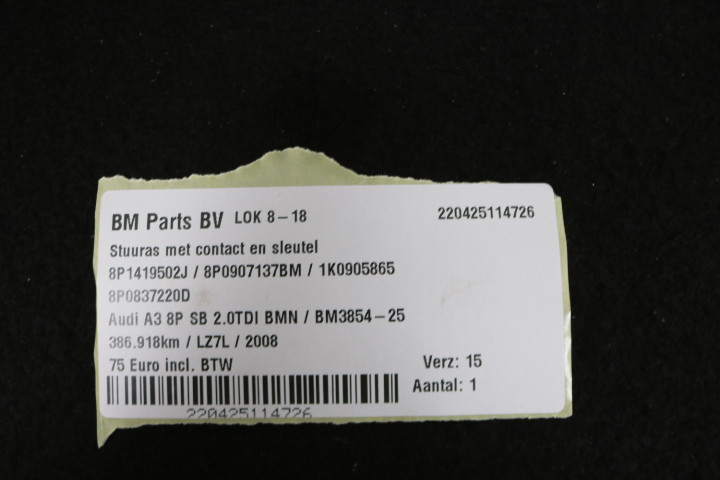 BM Parts BV LOK 8-18 220425114726
Stuuras met contact en sleutel
8P1419502J / 8P0907137BM / 1K0905865
8P0837220D
Audi A3 8P SB 2.0TDI BMN / BM3854-25
386.918km / LZ7L / 2008
75 Euro incl. BTW Verz: 15
Aantal: 1
220425114726